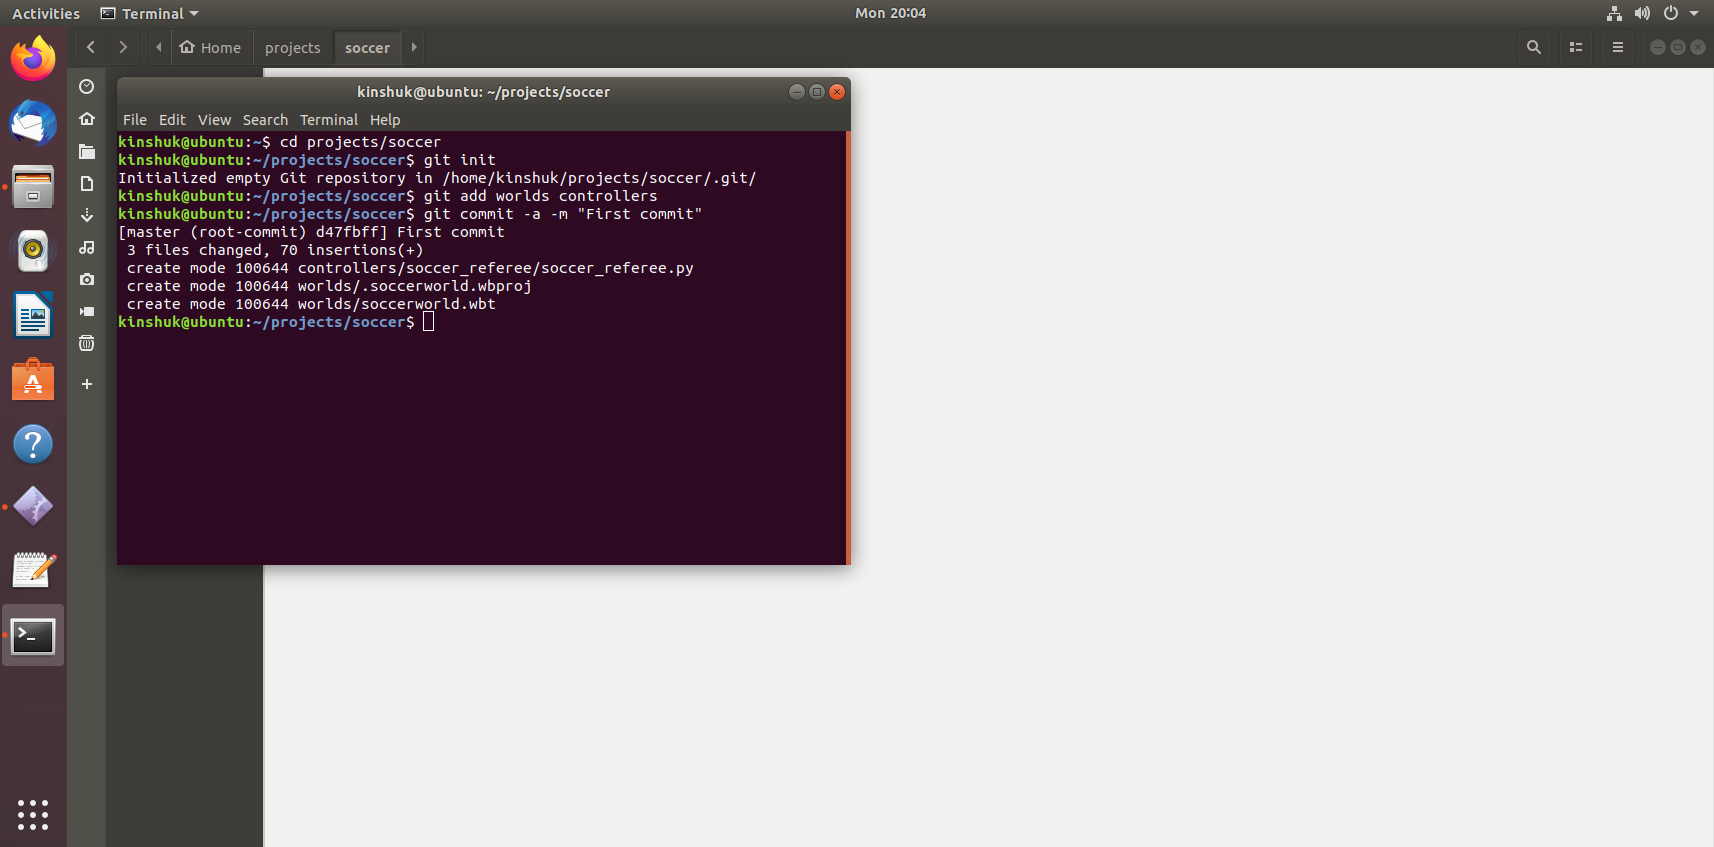 Activities Terminal Mon 20:04
Home projects soccer
kinshuk@ubuntu: ~/projects/soccer
File Edit View Search Terminal Help
kinshuk@ubuntu:~$ cd projects/soccer
kinshuk@ubuntu:~/projects/soccer$ git init
Initialized empty Git repository in /home/kinshuk/projects/soccer/.git/
kinshuk@ubuntu:~/projects/soccer$ git add worlds controllers
kinshuk@ubuntu:~/projects/soccer$ git commit -a -m "First commit"
[master (root-commit) d47fbff] First commit
 3 files changed, 70 insertions(+)
 create mode 100644 controllers/soccer_referee/soccer_referee.py
 create mode 100644 worlds/.soccerworld.wbproj
 create mode 100644 worlds/soccerworld.wbt
kinshuk@ubuntu:~/projects/soccer$